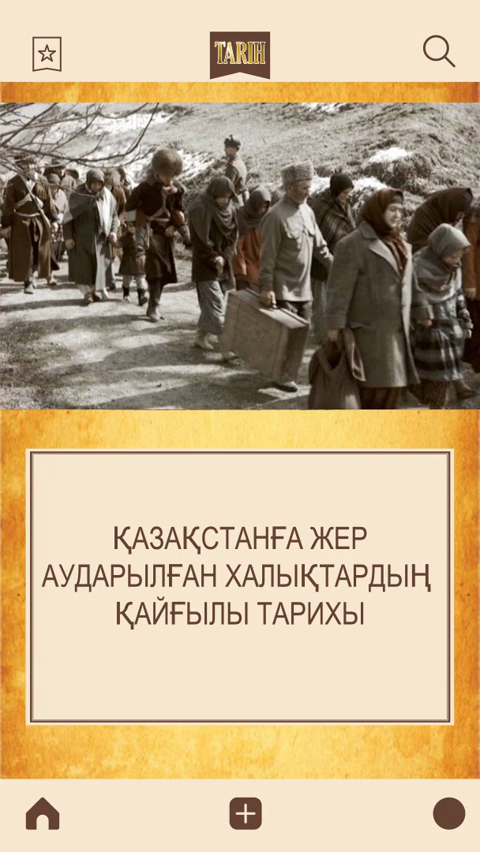 TARIH
ҚАЗАҚСТАНҒА ЖЕР
АУДАРЫЛҒАН ХАЛЫҚТАРДЫҢ
ҚАЙҒЫЛЫ ТАРИХЫ